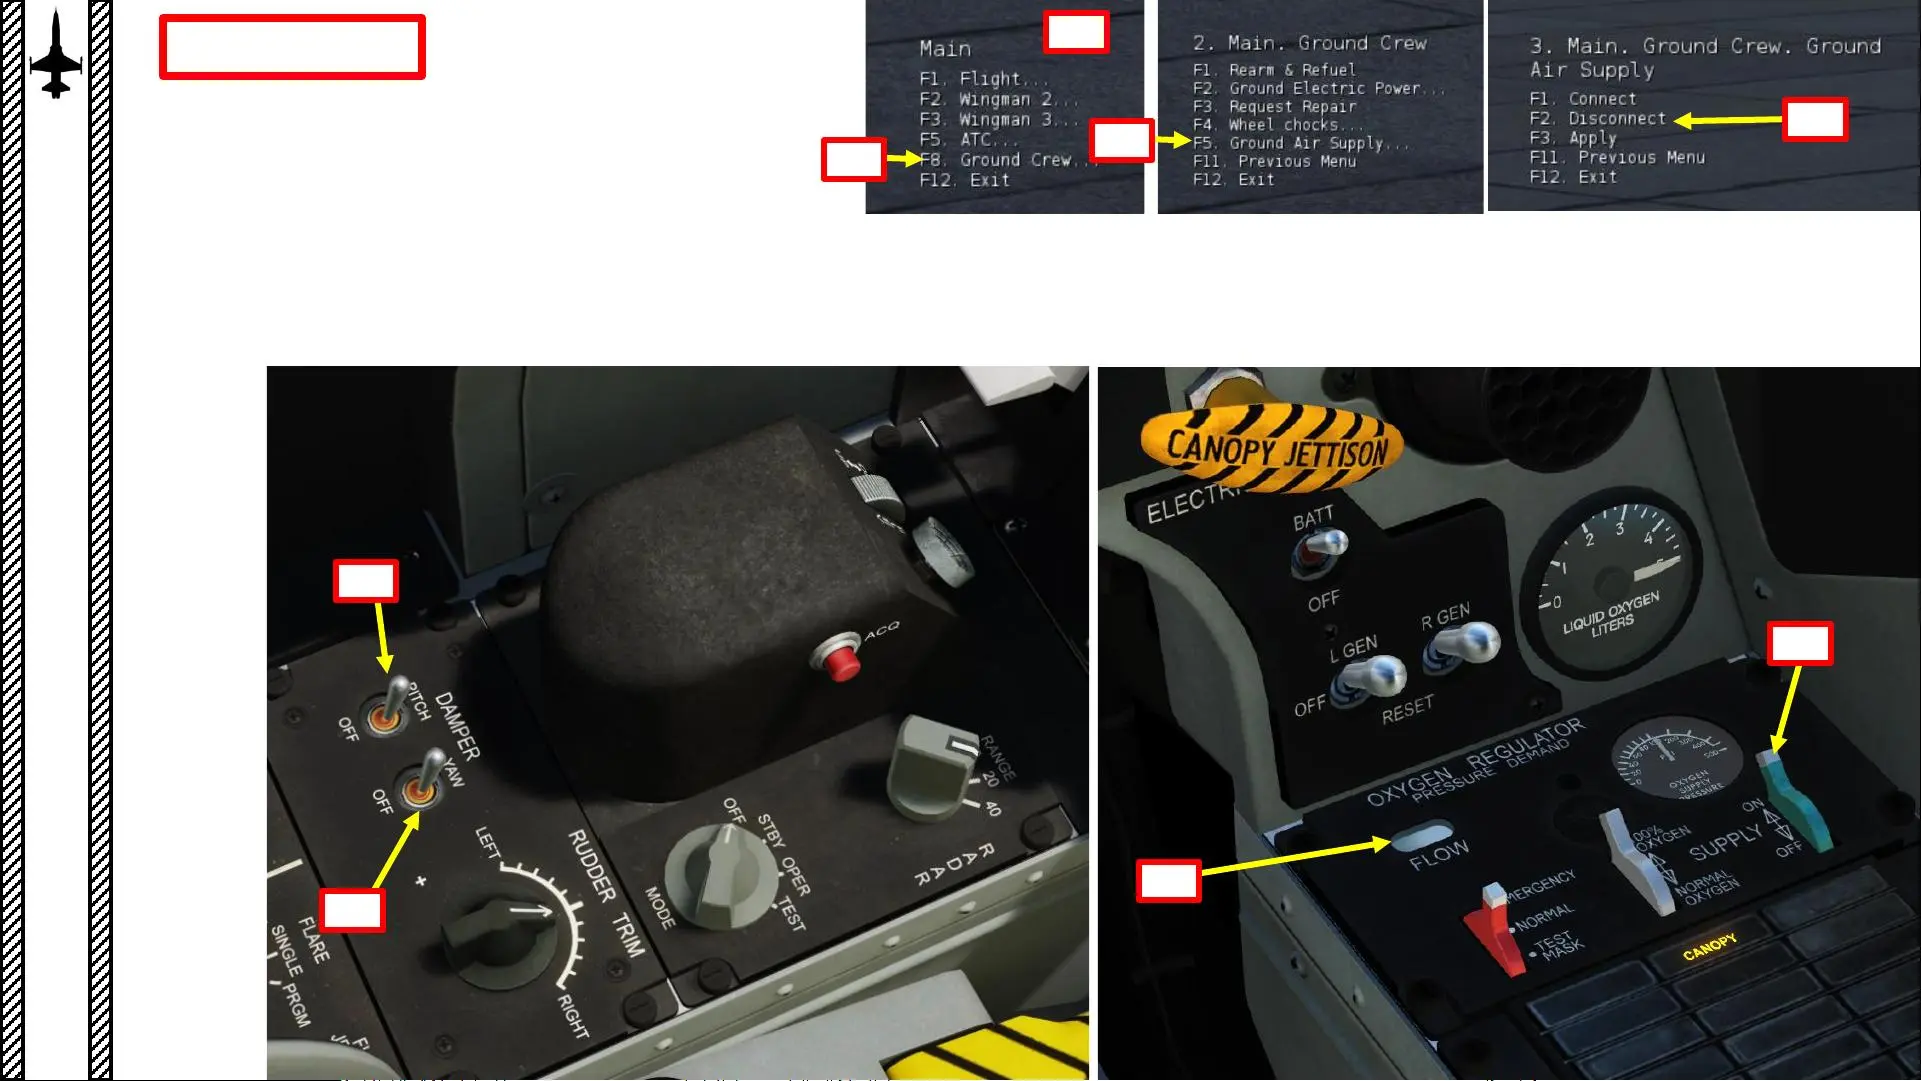 Main
F1. Flight...
F2. Wingman 2...
F3. Wingman 3...
F5. ATC...
F8. Ground Crew...
F12. Exit
2. Main. Ground Crew
F1. Rearm & Refuel
F2. Ground Electric Power...
F3. Request Repair
F4. Wheel chocks...
F5. Ground Air Supply...
F11. Previous Menu
F12. Exit
3. Main. Ground Crew. Ground
Air Supply
F1. Connect
F2. Disconnect
F3. Apply
F11. Previous Menu
F12. Exit
ACQ
PITCH
OFF
DAMPER
YAW
OFF
LEFT
RUDDER TRIM
RIGHT
FLARE
SINGLE
PRGM
OFF
STBY
OPER
TEST
MODE
RADAR
RANGE
20
40
CANOPY JETTISON
BATT
OFF
L GEN
R GEN
OFF
RESET
0
1
2
3
4
LIQUID OXYGEN
LITERS
OXYGEN REGULATOR
PRESSURE DEMAND
FLOW
OXYGEN
SUPPLY
PRESSURE
EMERGENCY
NORMAL
TEST
MASK
100%
OXYGEN
NORMAL
OXYGEN
SUPPLY
ON
OFF
CANOPY